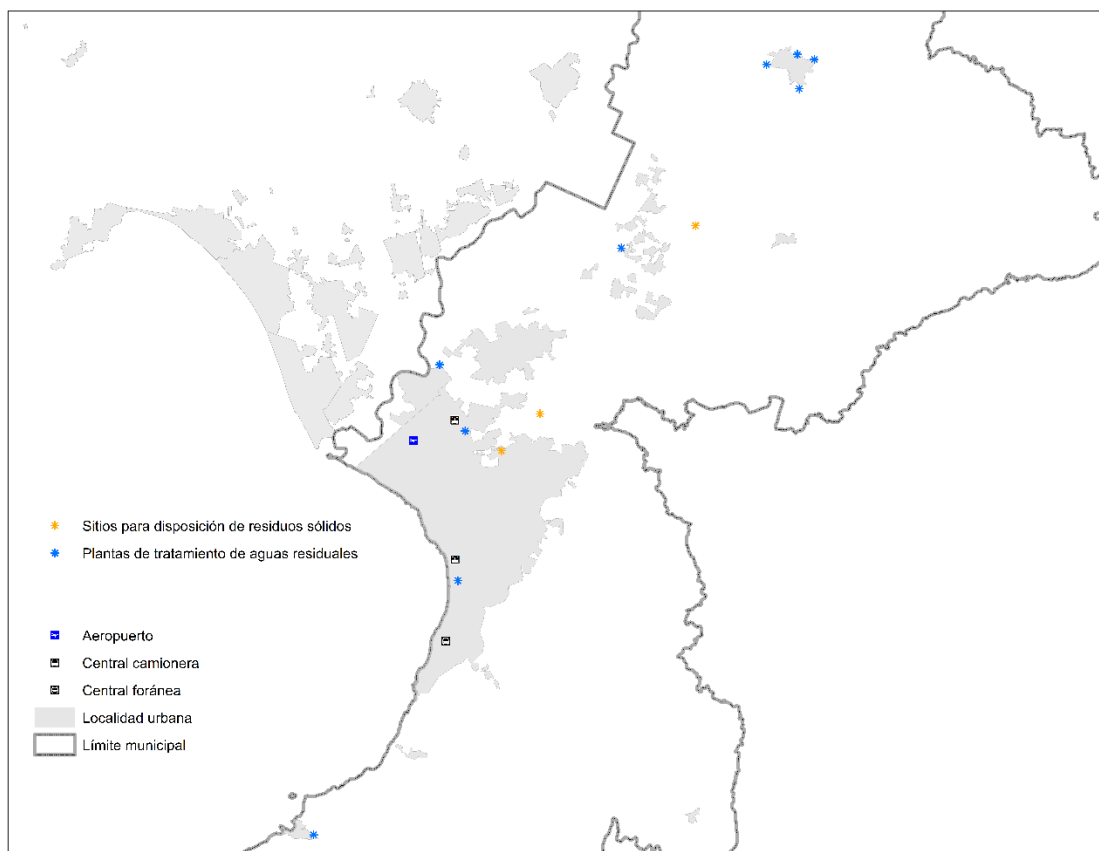 Sitios para disposición de residuos sólidos
Plantas de tratamiento de aguas residuales
Aeropuerto
Central camionera
Central foránea
Localidad urbana
Límite municipal